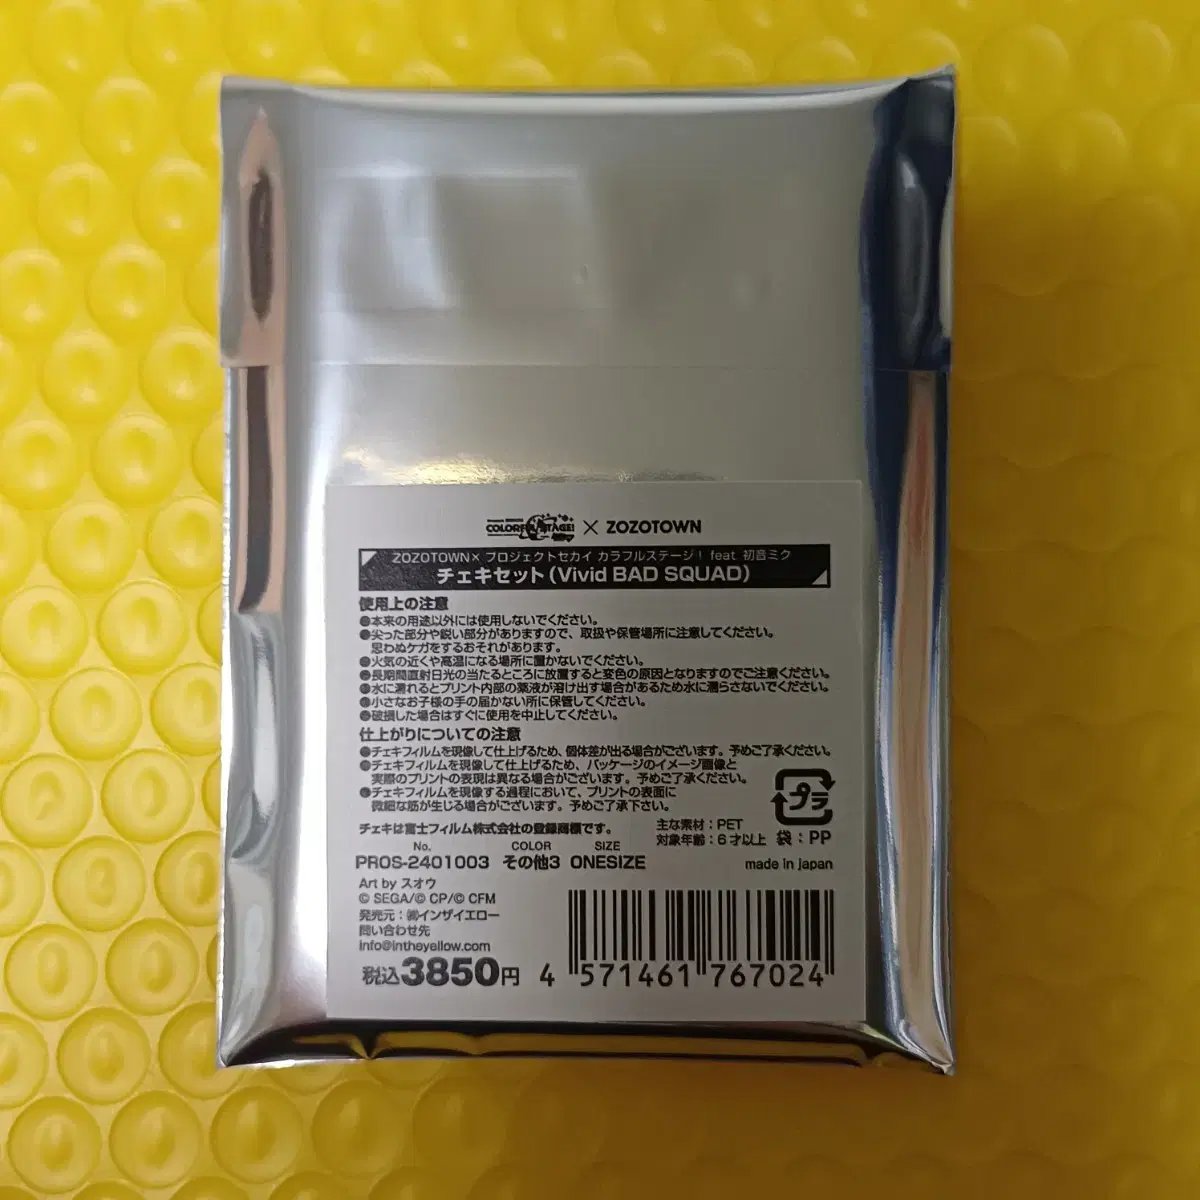 COLORFUL STAGE! × ZOZOTOWN
ZOZOTOWN× プロジェクトセカイ カラフルステージ！ feat. 初音ミク
チェキセット（Vivid BAD SQUAD）
使用上の注意
●本来の用途以外には使用しないでください。
●尖った部分や鋭い部分がありますので、取扱や保管場所に注意してください。
思わぬケガをするおそれがあります。
●火気の近くや高温になる場所に置かないでください。
●長期間直射日光の当たるところに放置すると変色の原因となりますのでご注意ください。
●水に濡れるとプリント内部の薬液が溶け出す場合があるため水に濡らさないでください。
●小さなお子様の手の届かない所に保管してください。
●破損した場合はすぐに使用を中止してください。
仕上がりについての注意
●チェキフィルムを現像して仕上げるため、個体差が出る場合がございます。予めご了承ください。
●チェキフィルムを現像して仕上げるため、パッケージのイメージ画像と
実際のプリントの表現は異なる場合がございます。予めご了承ください。
●チェキフィルムを現像する過程において、プリントの表面に
微細な筋が生じる場合がございます。予めご了承下さい。
プラ
チェキは富士フィルム株式会社の登録商標です。
主な素材：PET
対象年齢：6才以上 袋：PP
No. COLOR SIZE
PROS-2401003 その他3 ONESIZE
made in japan
Art by スオウ
© SEGA/© CP/© CFM
発売元：㈱インザイエロー
問い合わせ先
info@intheyellow.com
税込3850円
4 571461 767024